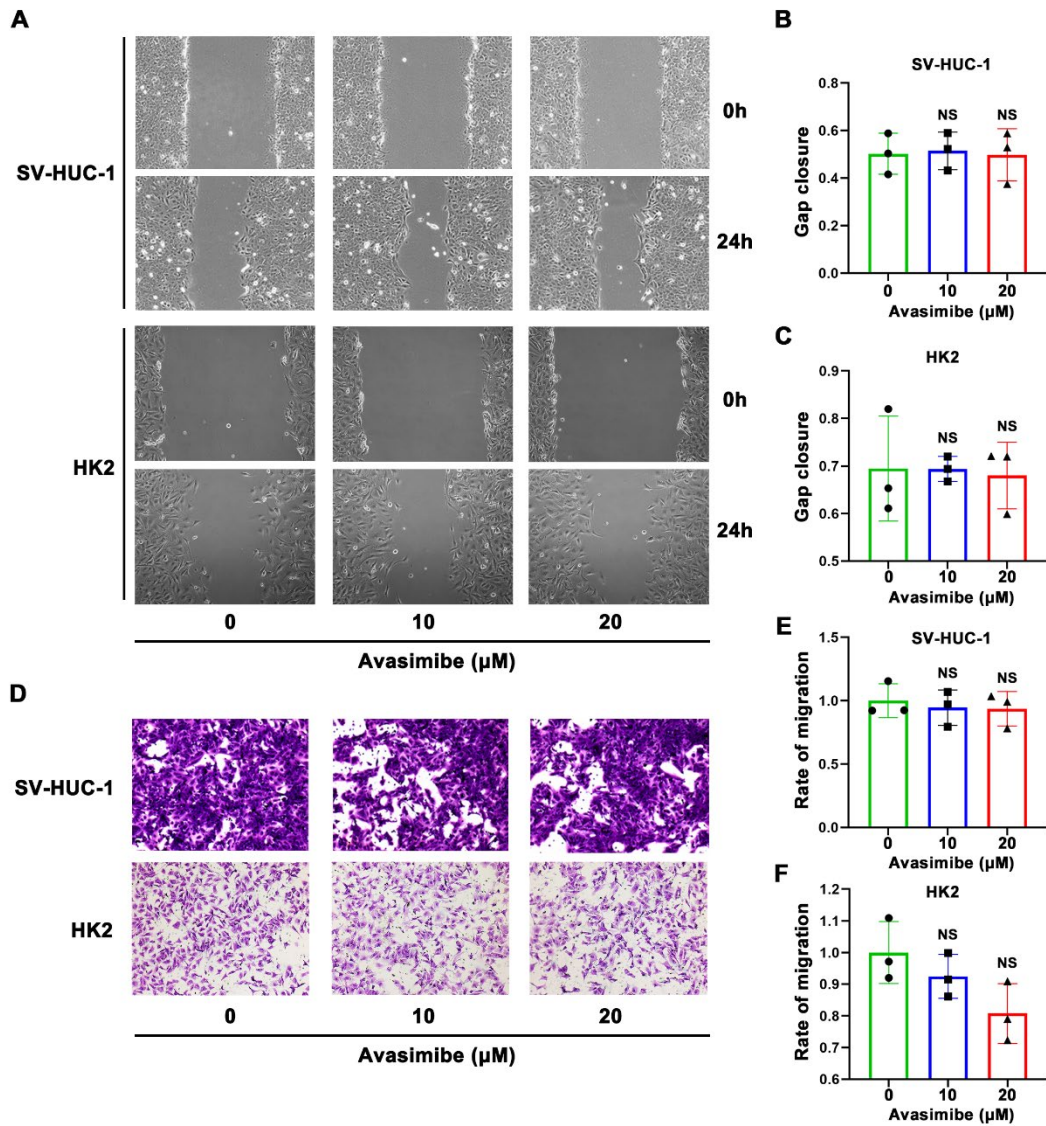 A
SV-HUC-1
0h
24h
HK2
0h
24h
0 10 20
Avasimibe (μM)
B
SV-HUC-1
Gap closure
0.8
0.6
0.4
0.2
0.0
NS NS
0 10 20
Avasimibe (μM)
C
HK2
Gap closure
0.9
0.8
0.7
0.6
0.5
NS NS
0 10 20
Avasimibe (μM)
D
SV-HUC-1
HK2
0 10 20
Avasimibe (μM)
E
SV-HUC-1
Rate of migration
1.5
1.0
0.5
0.0
NS NS
0 10 20
Avasimibe (μM)
F
HK2
Rate of migration
1.2
1.1
1.0
0.9
0.8
0.7
0.6
NS
NS
0 10 20
Avasimibe (μM)